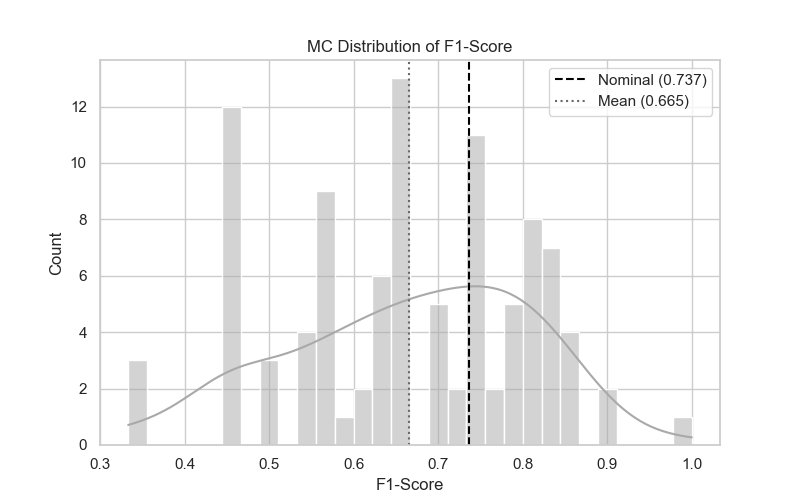 MC Distribution of F1-Score
Nominal (0.737)
Mean (0.665)
Count
12
10
8
6
4
2
0
0.3 0.4 0.5 0.6 0.7 0.8 0.9 1.0
F1-Score